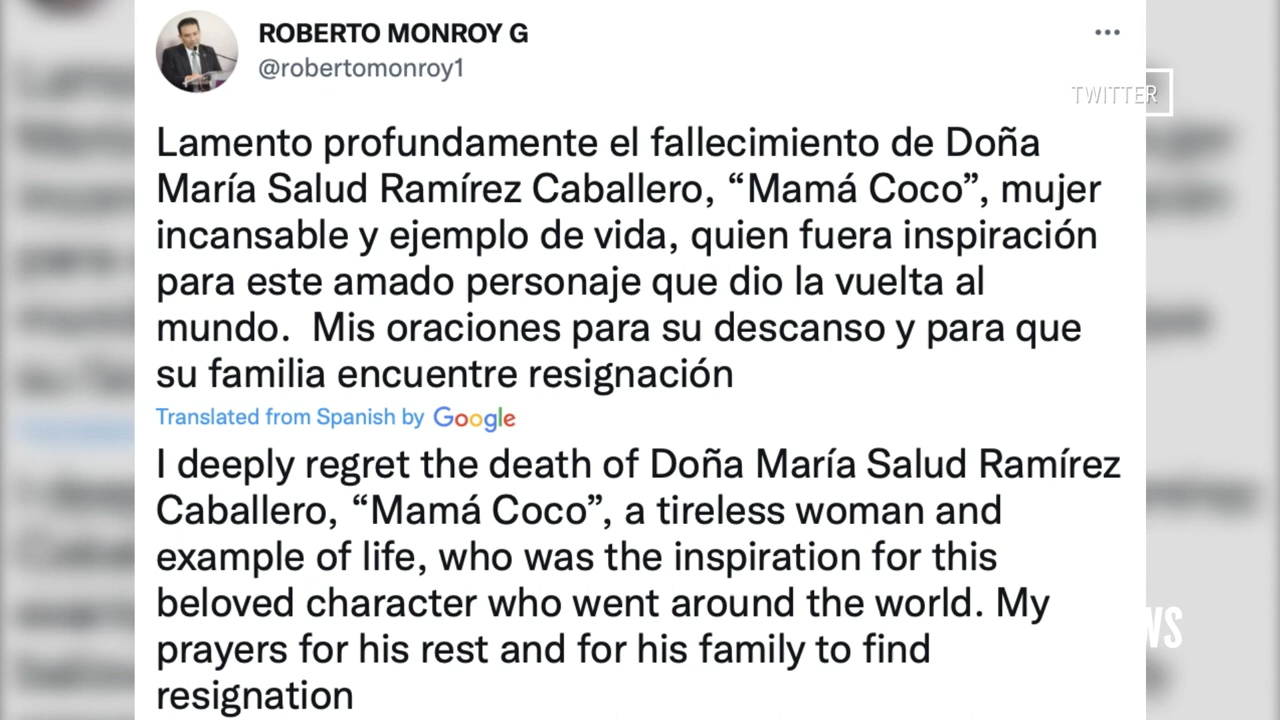 ROBERTO MONROY G
@robertomonroy1
TWITTER
Lamento profundamente el fallecimiento de Doña
María Salud Ramírez Caballero, “Mamá Coco”, mujer
incansable y ejemplo de vida, quien fuera inspiración
para este amado personaje que dio la vuelta al
mundo.  Mis oraciones para su descanso y para que
su familia encuentre resignación
Translated from Spanish by Google
I deeply regret the death of Doña María Salud Ramírez
Caballero, “Mamá Coco”, a tireless woman and
example of life, who was the inspiration for this
beloved character who went around the world. My
prayers for his rest and for his family to find
resignation